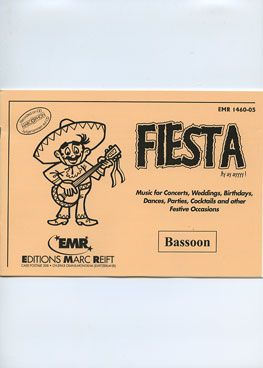 EMR 1460-05
FIESTA
Music for Concerts, Weddings, Birthdays,
Dances, Parties, Cocktails and other
Festive Occasions
Bassoon
EMR
EDITIONS MARC REIFT